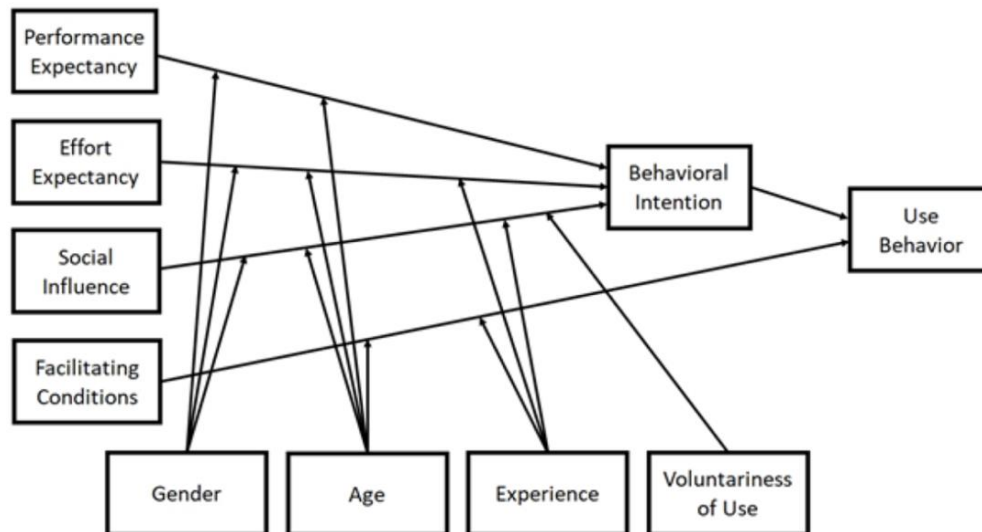 Performance
Expectancy
Effort
Expectancy
Social
Influence
Facilitating
Conditions
Behavioral
Intention
Use
Behavior
Gender
Age
Experience
Voluntariness
of Use